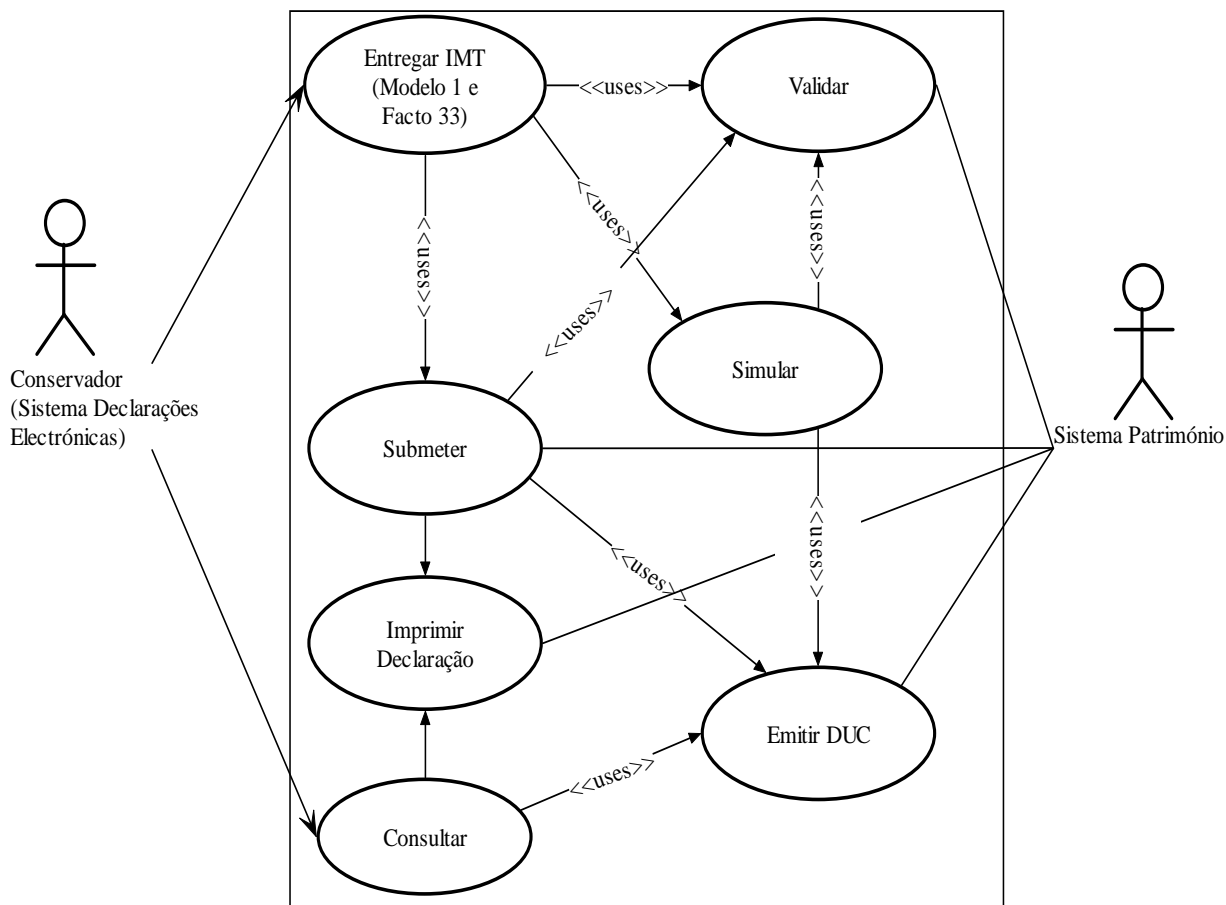 Entregar IMT
(Modelo 1 e
Facto 33)
<<uses>>
Validar
<<uses>>
<<uses>>
<<uses>>
<<uses>>
Conservador
(Sistema Declarações
Electrónicas)
Simular
Sistema Património
Submeter
<<uses>>
<<uses>>
Imprimir
Declaração
Emitir DUC
<<uses>>
Consultar